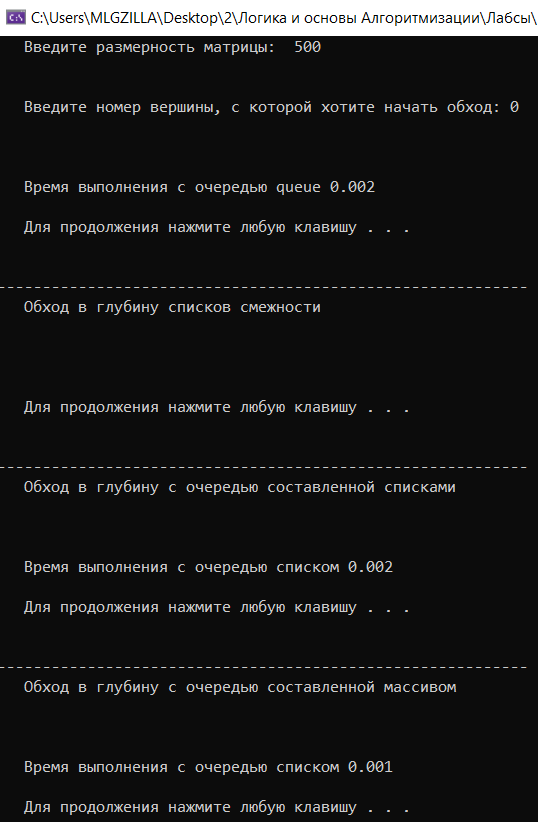 C:\Users\MLGZILLA\Desktop\2\Логика и основы Алгоритмизации\Лабсы\
Введите размерность матрицы:  500
Введите номер вершины, с которой хотите начать обход: 0
Время выполнения с очередью queue 0.002
Для продолжения нажмите любую клавишу . . .
Обход в глубину списков смежности
Для продолжения нажмите любую клавишу . . .
Обход в глубину с очередью составленной списками
Время выполнения с очередью списком 0.002
Для продолжения нажмите любую клавишу . . .
Обход в глубину с очередью составленной массивом
Время выполнения с очередью списком 0.001
Для продолжения нажмите любую клавишу . . .